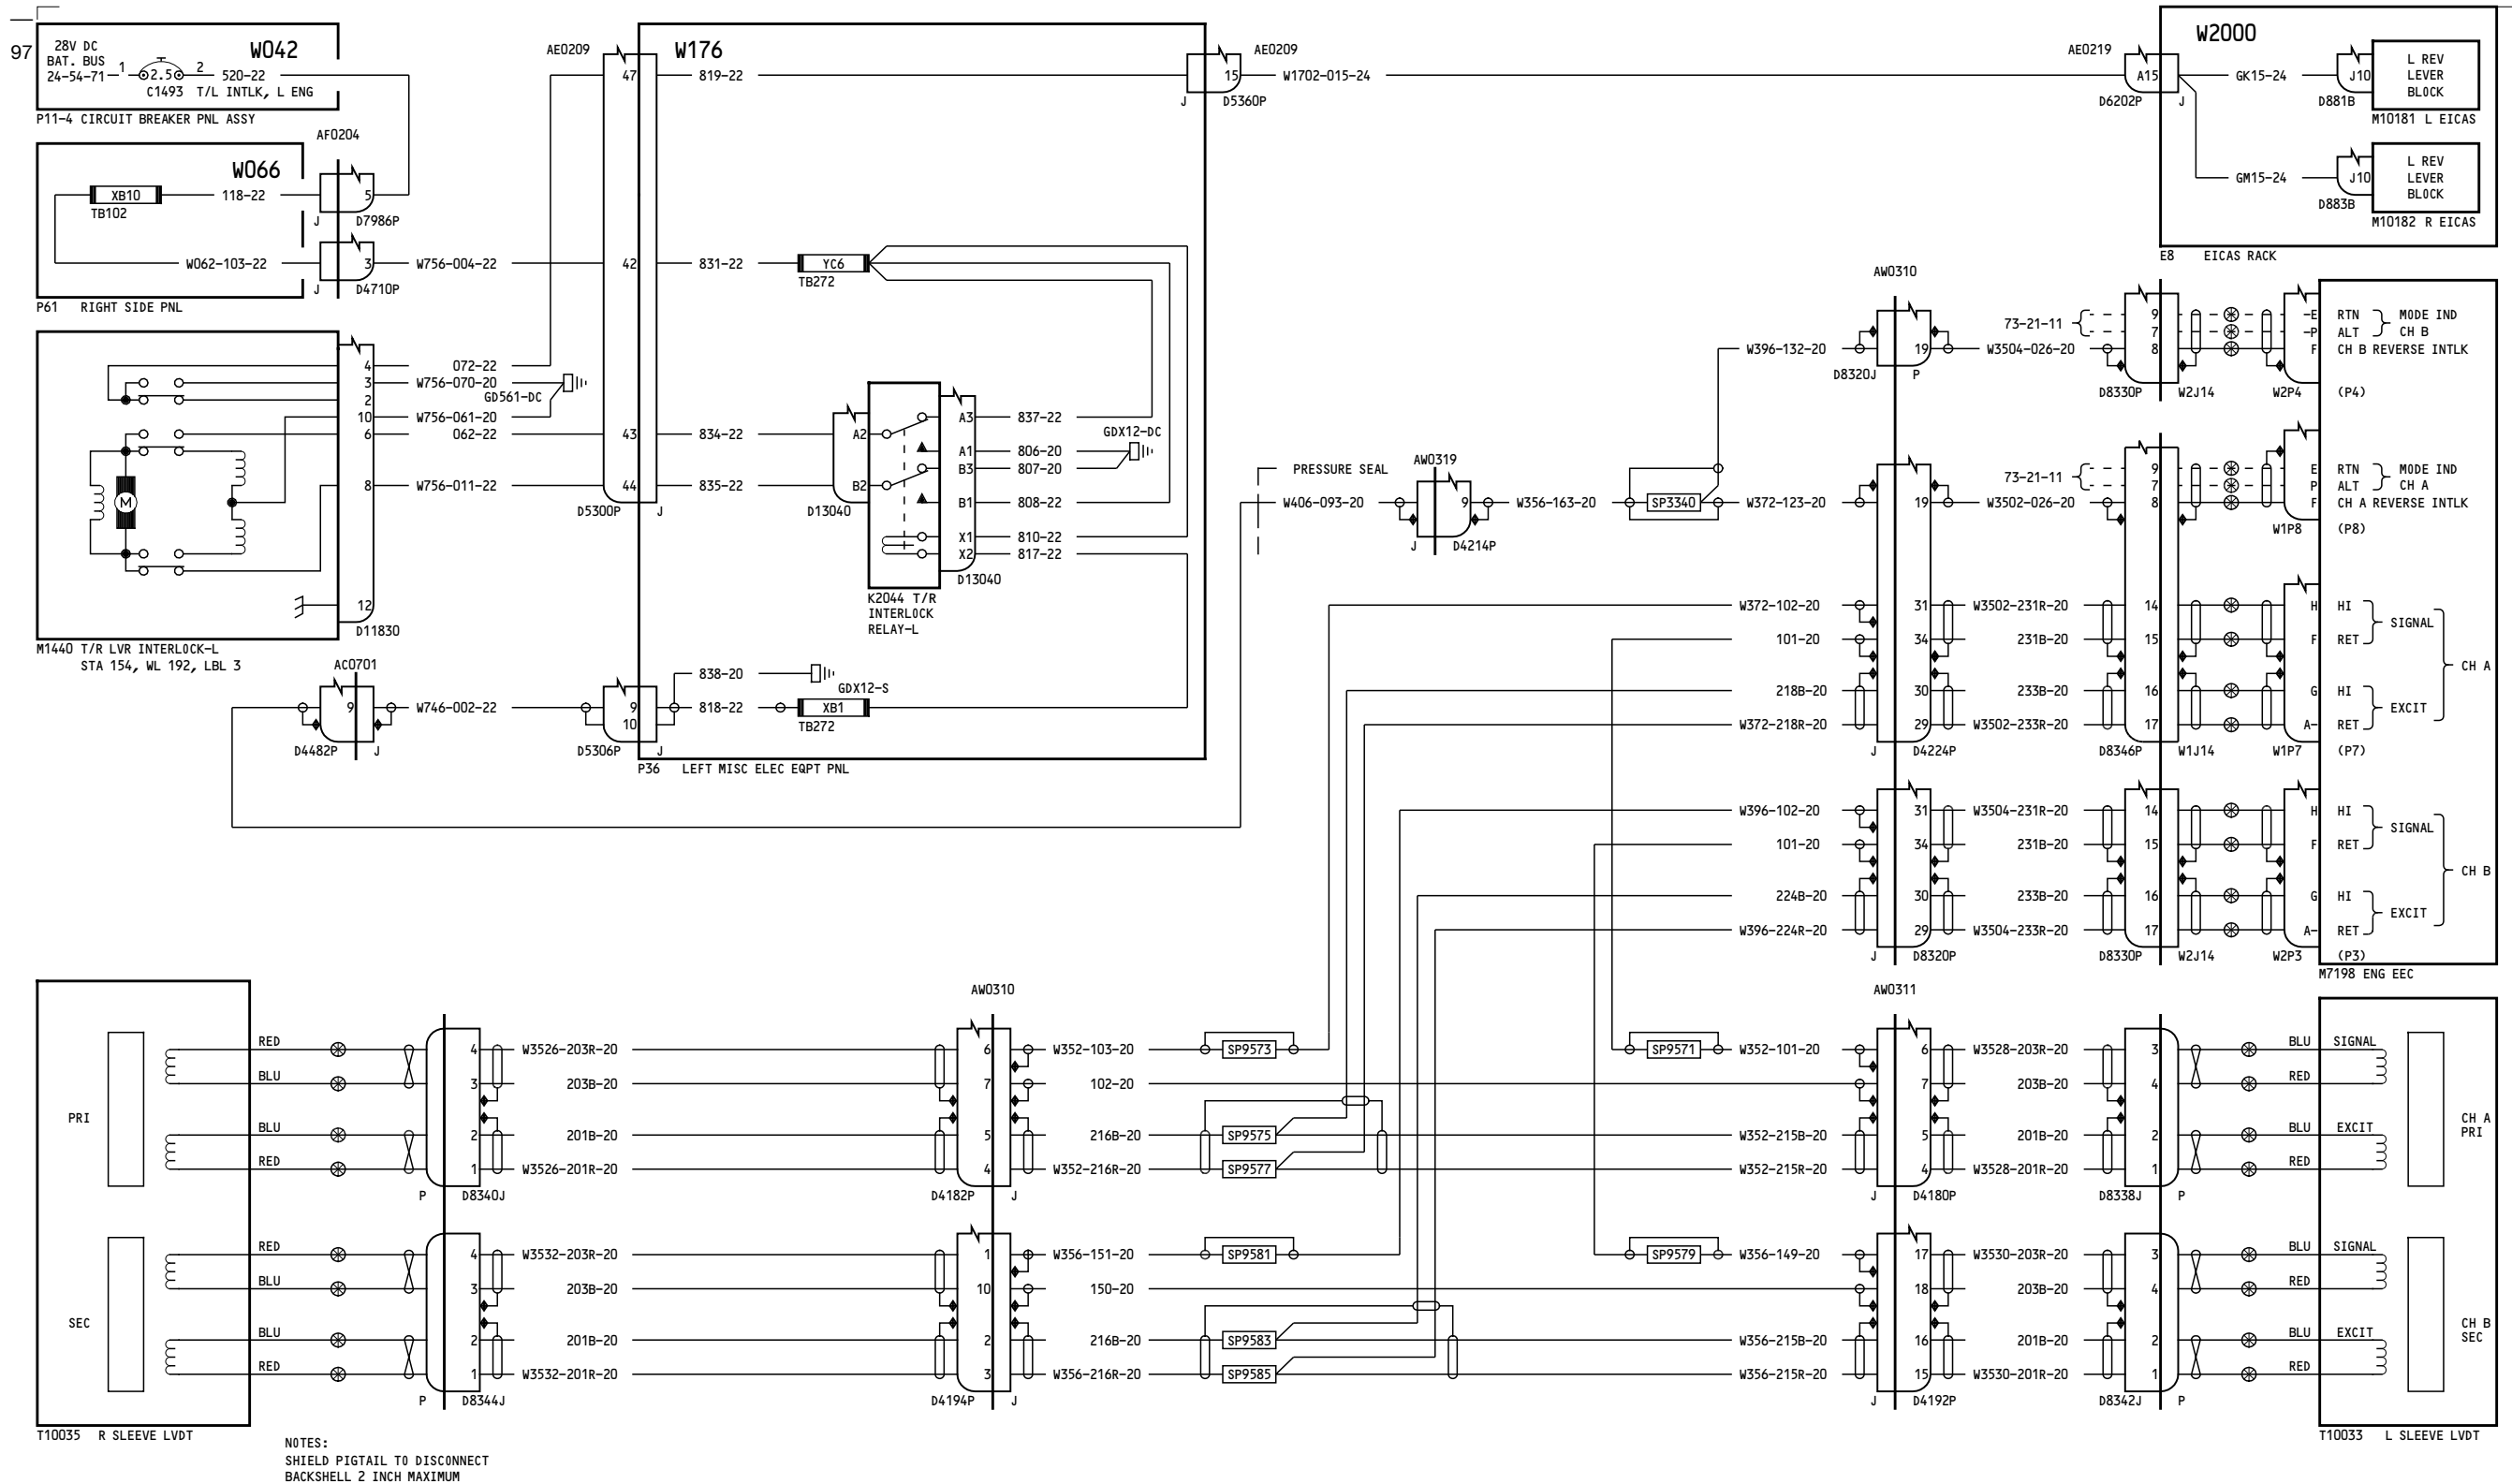 97
28V DC
BAT. BUS
24-54-71
1
2.5
2
520-22
C1493 T/L INTLK, L ENG
W042
P11-4 CIRCUIT BREAKER PNL ASSY
AF0204
W066
XB10
TB102
118-22
5
J
D7986P
W062-103-22
3
J
D4710P
W756-004-22
P61 RIGHT SIDE PNL
4
3
2
10
6
8
12
M
D11830
072-22
W756-070-20
GD561-DC
W756-061-20
062-22
W756-011-22
M1440 T/R LVR INTERLOCK-L
STA 154, WL 192, LBL 3
AC0701
9
D4482P
J
W746-002-22
AE0209
47
42
43
44
D5300P
J
9
10
D5306P
J
W176
819-22
831-22
YC6
TB272
834-22
835-22
A2
B2
D13040
A3
A1
B3
B1
X1
X2
D13040
837-22
806-20
807-20
808-22
810-22
817-22
GDX12-DC
K2044 T/R
INTERLOCK
RELAY-L
838-20
GDX12-S
818-22
XB1
TB272
P36 LEFT MISC ELEC EQPT PNL
AE0209
15
J
D5360P
W1702-015-24
AE0219
A15
D6202P
J
W2000
GK15-24
J10
D881B
L REV
LEVER
BLOCK
M10181 L EICAS
GM15-24
J10
D883B
L REV
LEVER
BLOCK
M10182 R EICAS
E8 EICAS RACK
AW0310
W396-132-20
19
D8320J
P
W3504-026-20
73-21-11
9
7
8
D8330P
W2J14
E
P
F
W2P4
RTN
ALT
MODE IND
CH B
CH B REVERSE INTLK
(P4)
PRESSURE SEAL
W406-093-20
AW0319
9
J
D4214P
W356-163-20
SP3340
W372-123-20
19
W3502-026-20
73-21-11
9
7
8
E
P
F
W1P8
RTN
ALT
MODE IND
CH A
CH A REVERSE INTLK
(P8)
W372-102-20
31
W3502-231R-20
14
H
HI
SIGNAL
101-20
34
231B-20
15
F
RET
CH A
218B-20
30
233B-20
16
G
HI
EXCIT
W372-218R-20
29
W3502-233R-20
17
A-
RET
J
D4224P
D8346P
W1J14
W1P7
(P7)
W396-102-20
31
W3504-231R-20
14
H
HI
SIGNAL
101-20
34
231B-20
15
F
RET
CH B
224B-20
30
233B-20
16
G
HI
EXCIT
W396-224R-20
29
W3504-233R-20
17
A-
RET
J
D8320P
D8330P
W2J14
W2P3
(P3)
M7198 ENG EEC
PRI
RED
BLU
BLU
RED
4
3
2
1
P
D8340J
W3526-203R-20
203B-20
201B-20
W3526-201R-20
AW0310
6
7
5
4
D4182P
J
W352-103-20
102-20
216B-20
W352-216R-20
SP9573
SP9575
SP9577
SP9571
W352-101-20
W352-215B-20
W352-215R-20
AW0311
6
7
5
4
J
D4180P
W3528-203R-20
203B-20
201B-20
W3528-201R-20
3
4
2
1
D8338J
P
BLU SIGNAL
RED
BLU EXCIT
RED
CH A
PRI
SEC
RED
BLU
BLU
RED
4
3
2
1
P
D8344J
W3532-203R-20
203B-20
201B-20
W3532-201R-20
1
10
2
3
D4194P
J
W356-151-20
150-20
216B-20
W356-216R-20
SP9581
SP9583
SP9585
SP9579
W356-149-20
W356-215B-20
W356-215R-20
17
18
16
15
J
D4192P
W3530-203R-20
203B-20
201B-20
W3530-201R-20
3
4
2
1
D8342J
P
BLU SIGNAL
RED
BLU EXCIT
RED
CH B
SEC
T10035 R SLEEVE LVDT
T10033 L SLEEVE LVDT
NOTES:
SHIELD PIGTAIL TO DISCONNECT
BACKSHELL 2 INCH MAXIMUM